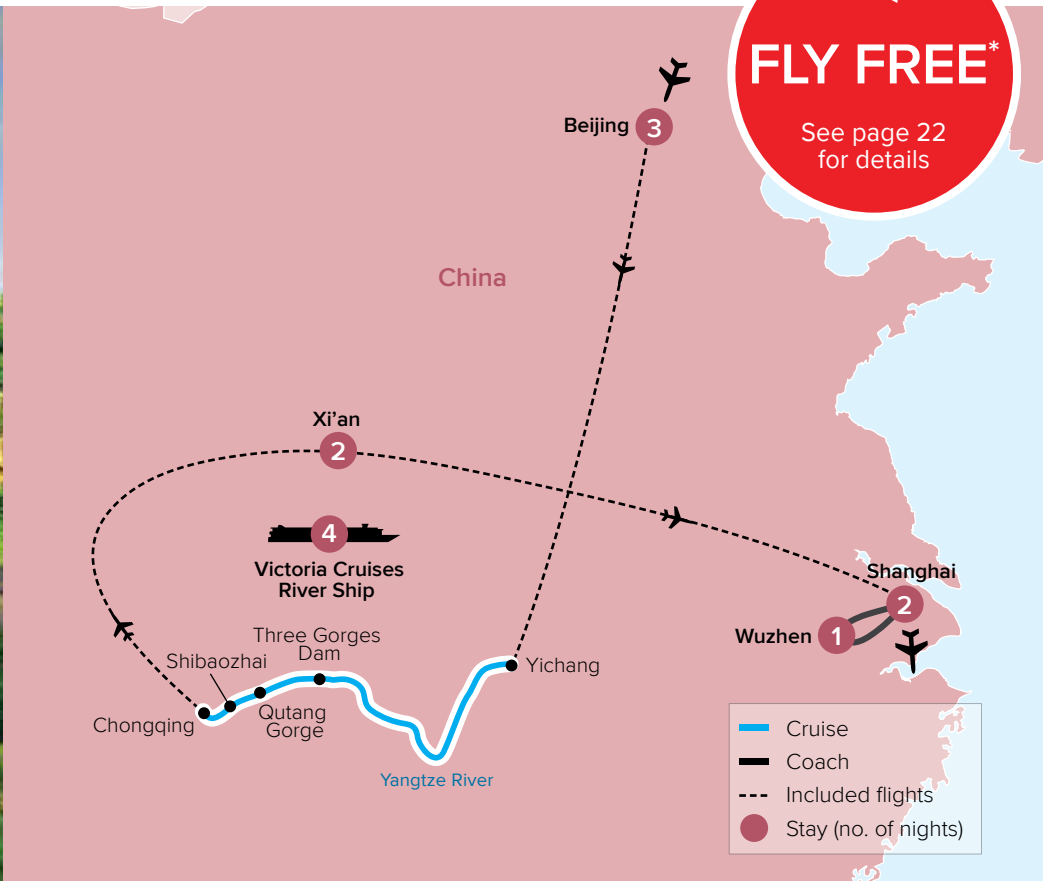 FLY FREE*
See page 22
for details
Beijing
3
China
Xi'an
2
4
Victoria Cruises
River Ship
Shanghai
2
Wuzhen
1
Three Gorges
Dam
Shibaozhai
Yichang
Chongqing
Qutang
Gorge
Yangtze River
Cruise
Coach
Included flights
Stay (no. of nights)